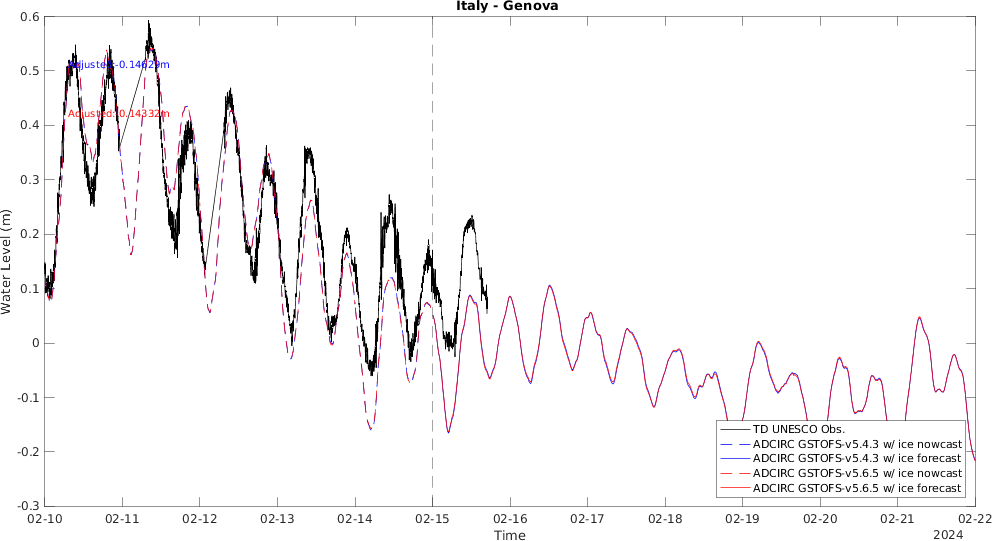 Italy - Genova
0.6
0.5
0.4
0.3
0.2
0.1
0
-0.1
-0.2
-0.3
Water Level (m)
Adjusted:-0.14629m
Adjusted:-0.14332m
TD UNESCO Obs.
ADCIRC GSTOFS-v5.4.3 w/ ice nowcast
ADCIRC GSTOFS-v5.4.3 w/ ice forecast
ADCIRC GSTOFS-v5.6.5 w/ ice nowcast
ADCIRC GSTOFS-v5.6.5 w/ ice forecast
02-10 02-11 02-12 02-13 02-14 02-15 02-16 02-17 02-18 02-19 02-20 02-21 02-22
Time
2024